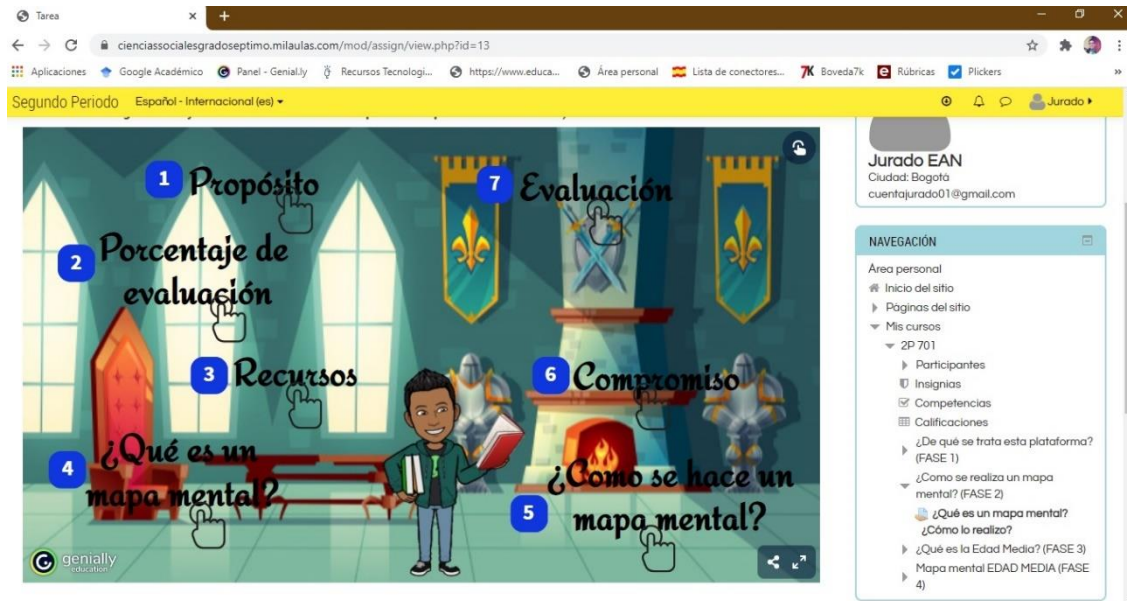 Tarea
cienciassocialesgradoseptimo.milaulas.com/mod/assign/view.php?id=13
Aplicaciones Google Académico Panel - Genial.ly Recursos Tecnologi... https://www.educa... Área personal Lista de conectores... Boveda7k Rúbricas Plickers »
Segundo Periodo Español - Internacional (es) Jurado
1 Propósito
2 Porcentaje de
evaluación
3 Recursos
4 ¿Qué es un
mapa mental?
7 Evaluación
6 Compromiso
5 ¿Como se hace un
mapa mental?
genially
education
Jurado EAN
Ciudad: Bogotá
cuentajurado01@gmail.com
NAVEGACIÓN
Área personal
Inicio del sitio
Páginas del sitio
Mis cursos
2P 701
Participantes
Insignias
Competencias
Calificaciones
¿De qué se trata esta plataforma?
(FASE 1)
¿Como se realiza un mapa
mental? (FASE 2)
¿Qué es un mapa mental?
¿Cómo lo realizo?
¿Qué es la Edad Media? (FASE 3)
Mapa mental EDAD MEDIA (FASE
4)